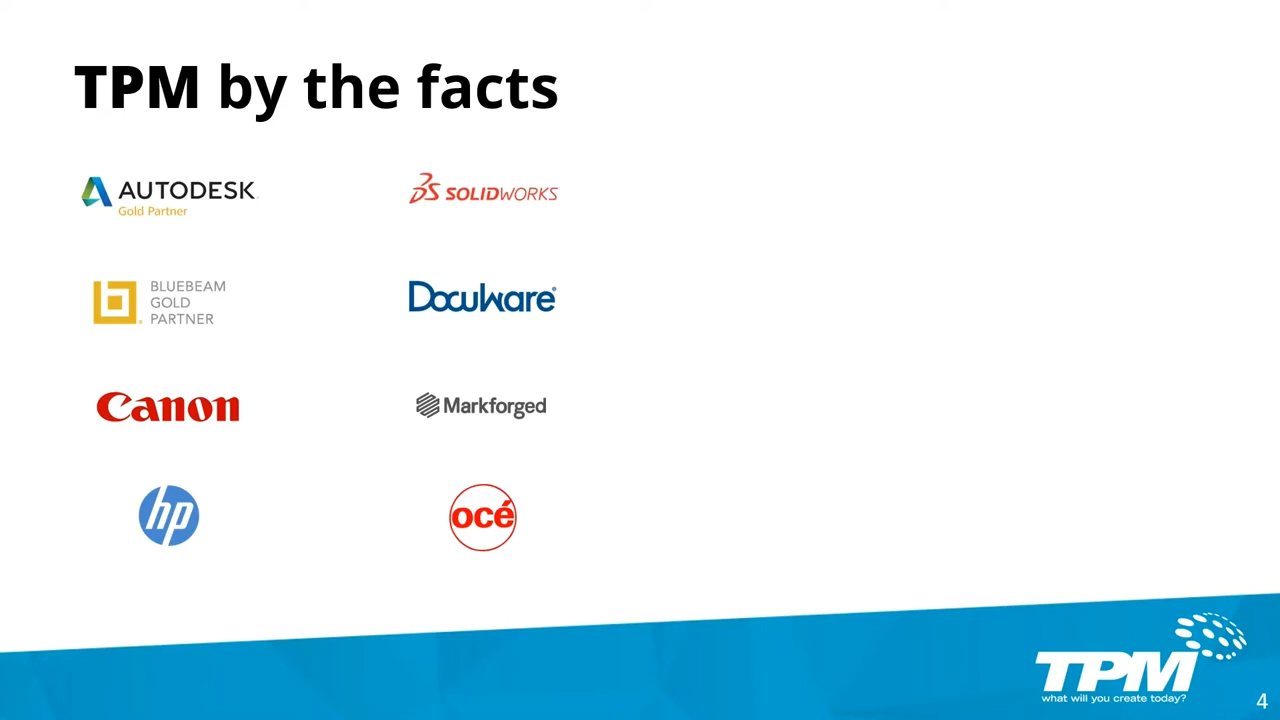 TPM by the facts
AUTODESK
Gold Partner
SOLIDWORKS
BLUEBEAM
GOLD
PARTNER
DocuWare
Canon
Markforged
hp
océ
TPM
what will you create today?
4